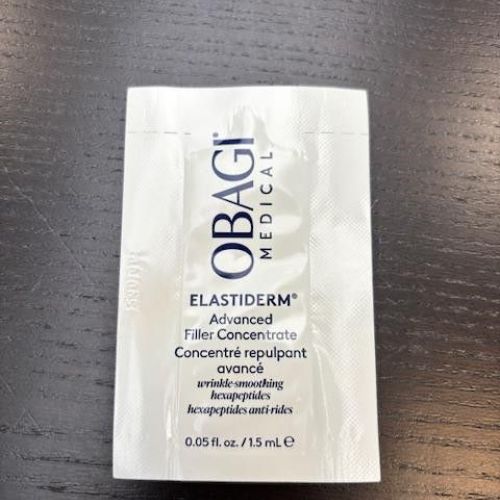 OBAGI®
MEDICAL
ELASTIDERM®
Advanced
Filler Concentrate
Concentré repulpant
avancé
wrinkle-smoothing
hexapeptides
hexapeptides anti-rides
0.05 fl. oz. / 1.5 mL ℮